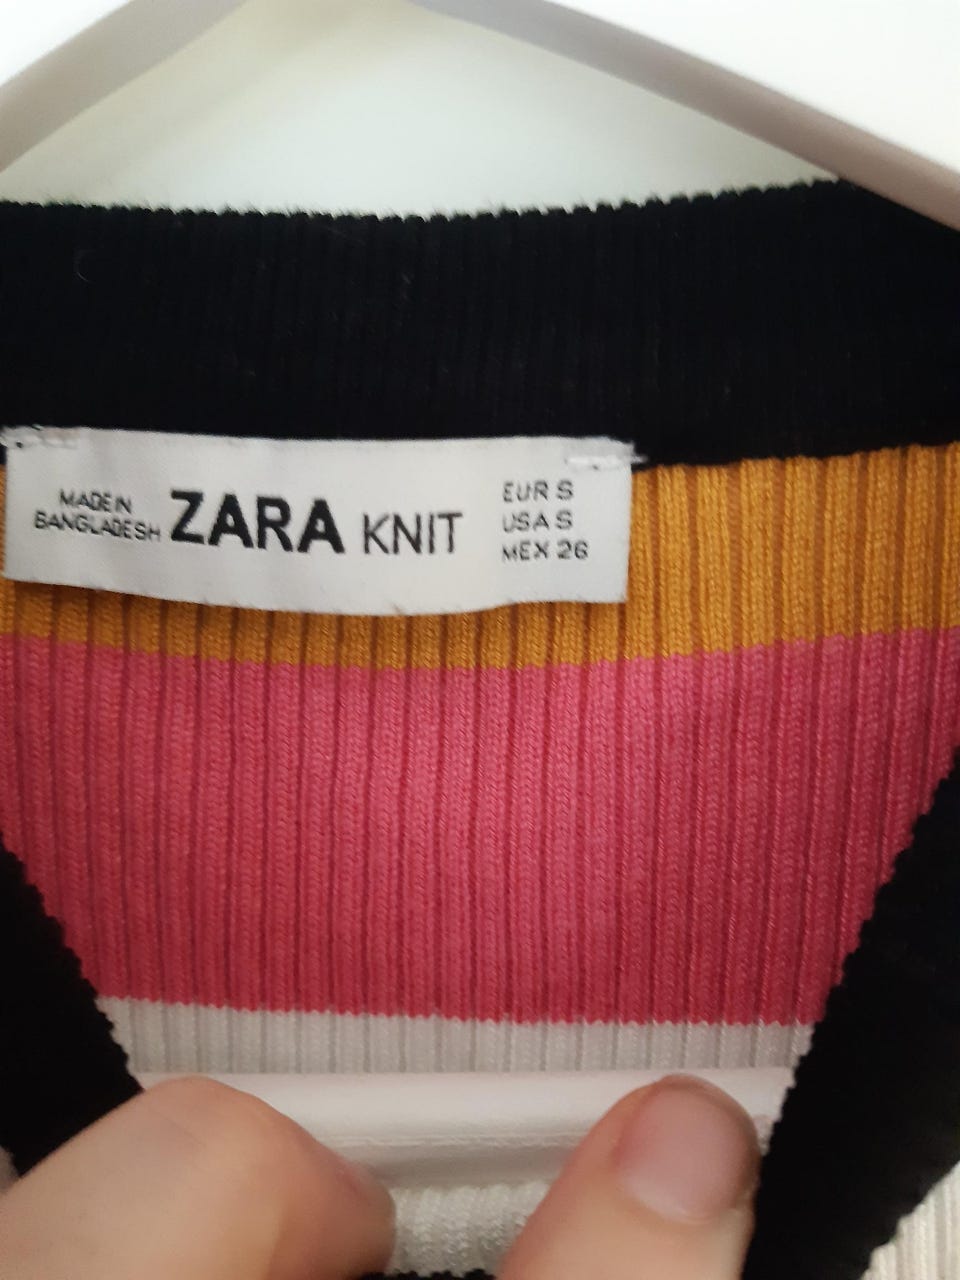 MADE IN
BANGLADESH
ZARA KNIT
EUR S
USA S
MEX 26